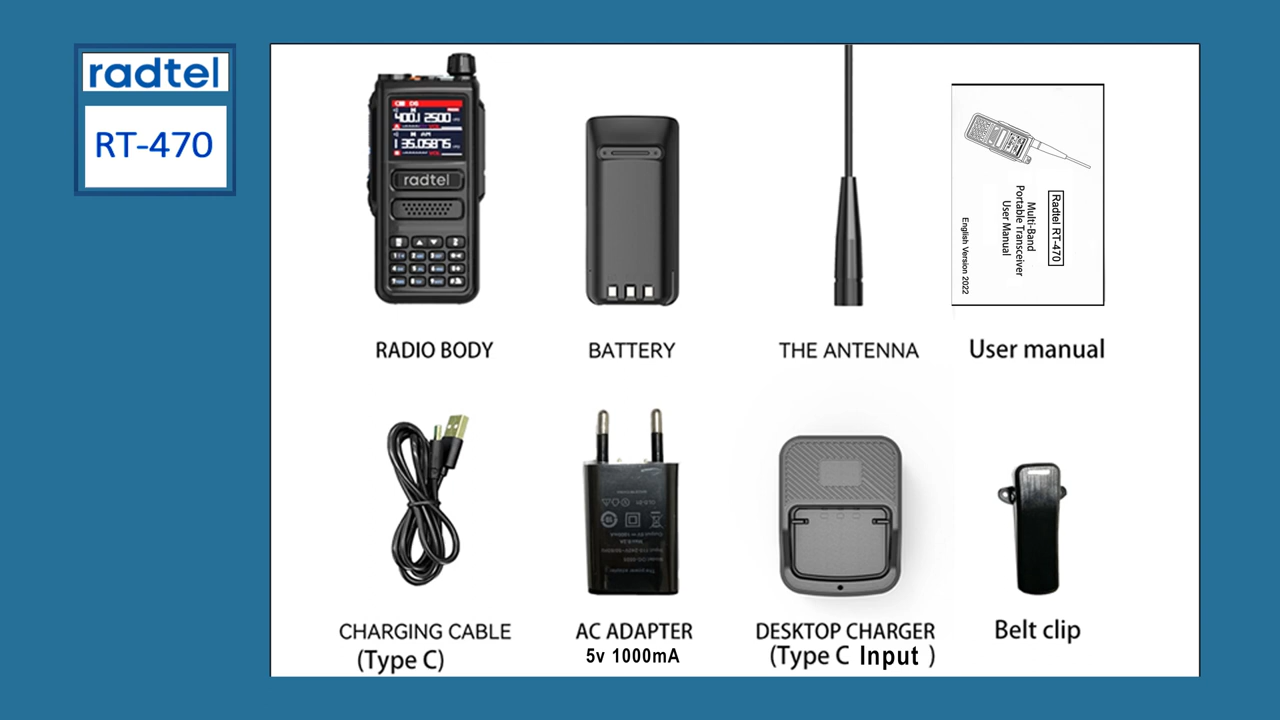 radtel
RT-470
400.12500
AM
135.05875
radtel
Radtel RT-470
Multi-Band
Portable Transceiver
User Manual
English Version 2022
RADIO BODY
BATTERY
THE ANTENNA
User manual
CHARGING CABLE
(Type C)
AC ADAPTER
5v 1000mA
DESKTOP CHARGER
(Type C Input )
Belt clip